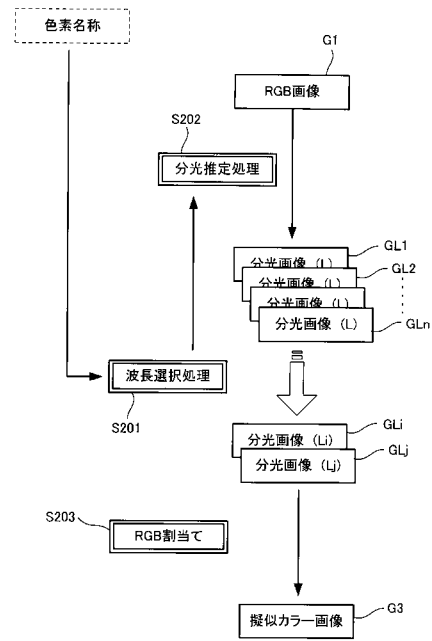 色素名称
G1
RGB画像
S202
分光推定処理
分光画像 (L)
GL1
分光画像 (L)
GL2
分光画像 (L)
分光画像 (L)
GLn
波長選択処理
S201
分光画像 (Li)
GLi
分光画像 (Lj)
GLj
S203
RGB割当て
擬似カラー画像
G3